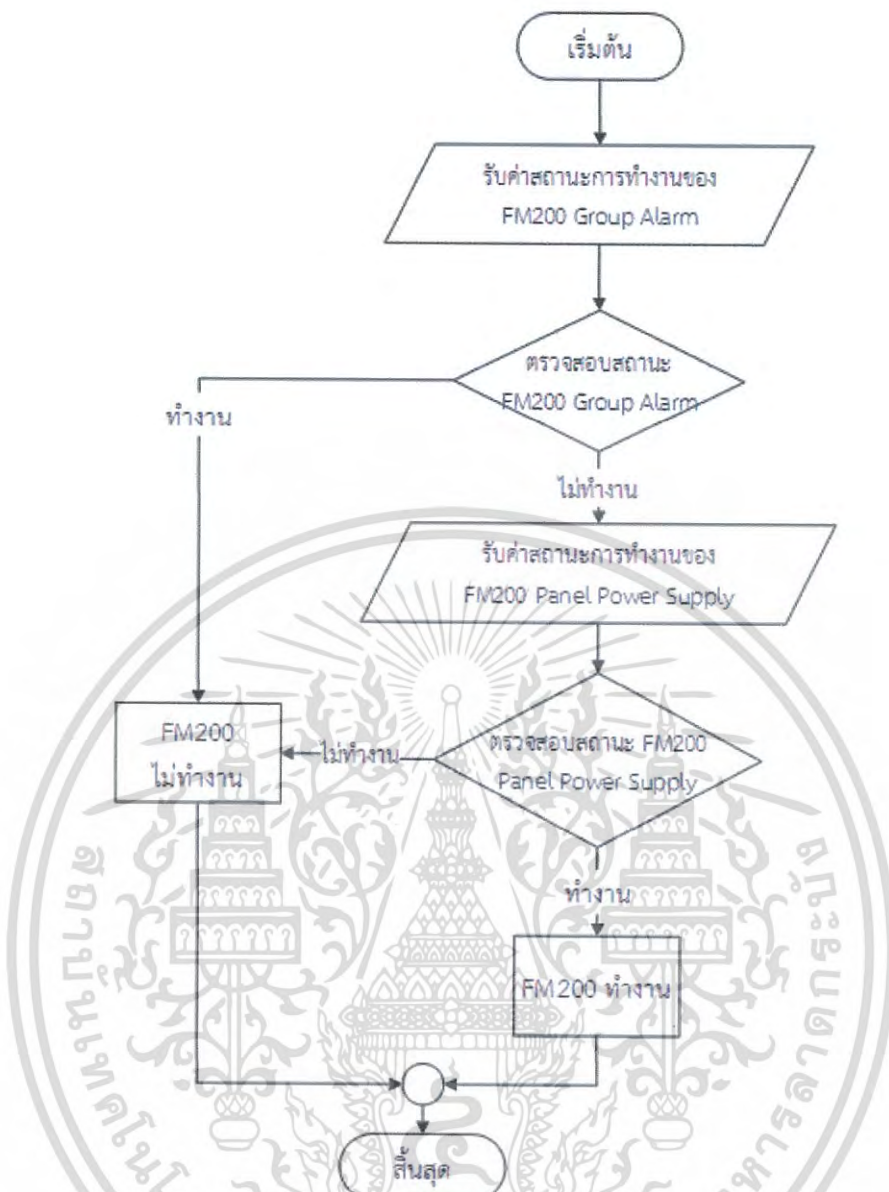 เริ่มต้น
รับค่าสถานะการทำงานของ
FM200 Group Alarm
ตรวจสอบสถานะ
FM200 Group Alarm
ทำงาน
ไม่ทำงาน
รับค่าสถานะการทำงานของ
FM200 Panel Power Supply
ตรวจสอบสถานะ FM200
Panel Power Supply
ไม่ทำงาน
FM200
ไม่ทำงาน
ทำงาน
FM200 ทำงาน
สิ้นสุด